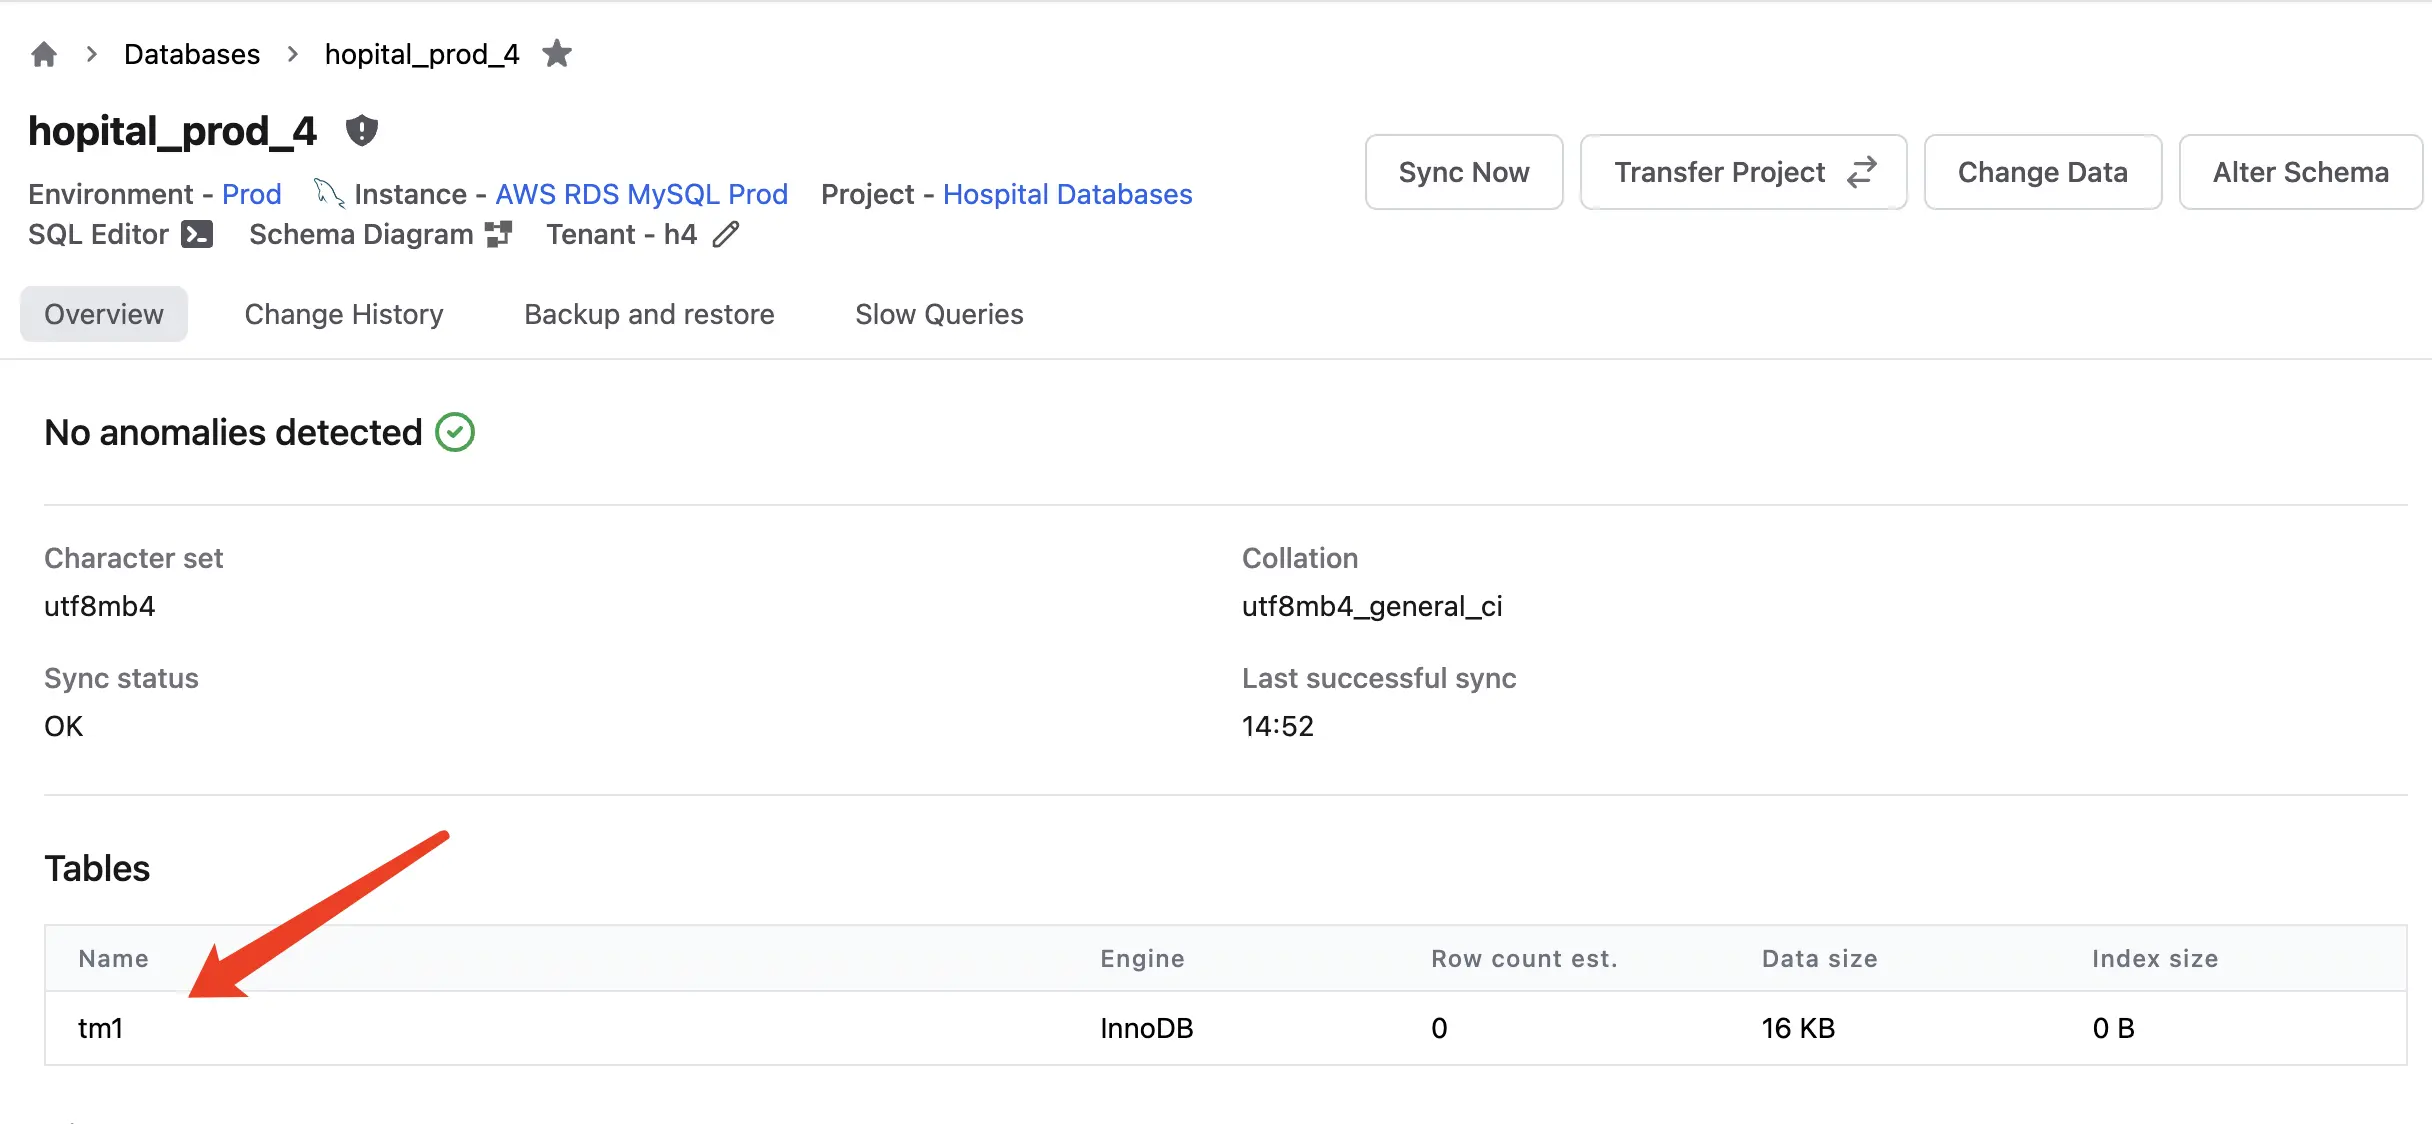 Databases hopital_prod_4
hopital_prod_4
Sync Now Transfer Project Change Data Alter Schema
Environment - Prod Instance - AWS RDS MySQL Prod Project - Hospital Databases
SQL Editor Schema Diagram Tenant - h4
Overview Change History Backup and restore Slow Queries
No anomalies detected
Character set Collation
utf8mb4 utf8mb4_general_ci
Sync status Last successful sync
OK 14:52
Tables
Name Engine Row count est. Data size Index size
tm1 InnoDB 0 16 KB 0 B